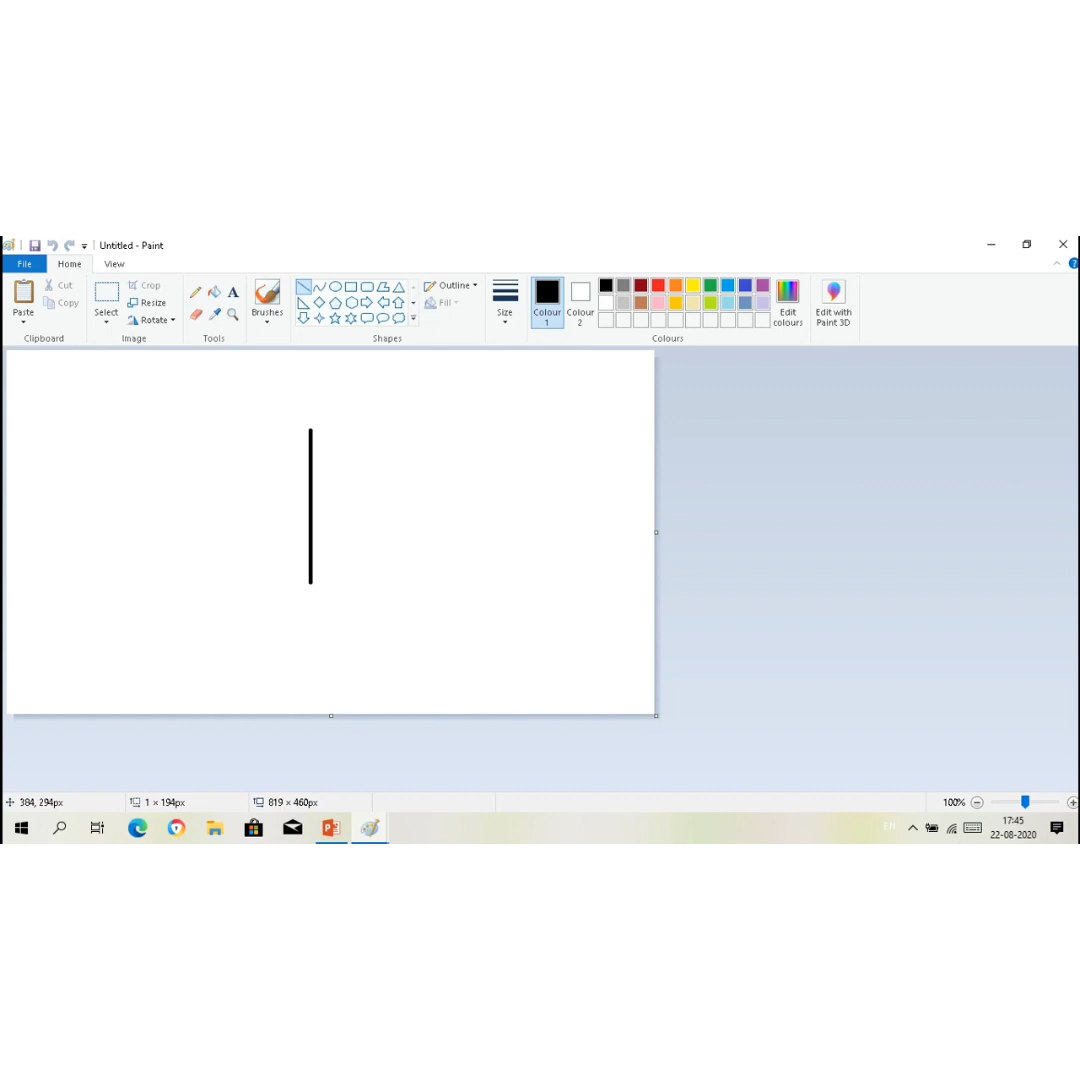 Untitled - Paint
File Home View
Paste
Cut
Copy
Clipboard
Select
Crop
Resize
Rotate
Image
A
Tools
Brushes
Outline
Fill
Shapes
Size
Colour 1
Colour 2
Edit colours
Colours
Edit with Paint 3D
384, 294px 1 × 194px 819 × 460px 100%
EN
17:45
22-08-2020